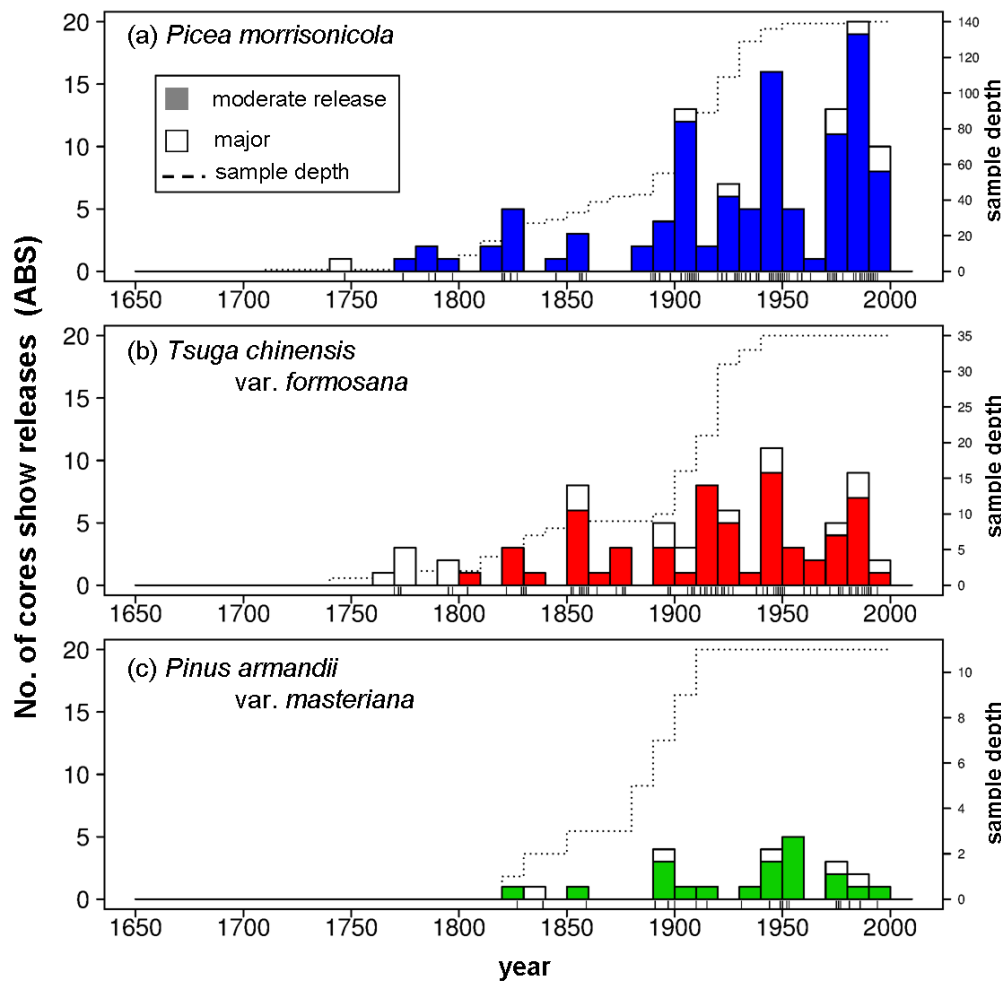 No. of cores show releases (ABS)
(a) Picea morrisonicola
moderate release
major
sample depth
20
15
10
5
0
140
120
100
80
60
40
20
0
sample depth
1650 1700 1750 1800 1850 1900 1950 2000
(b) Tsuga chinensis
var. formosana
20
15
10
5
0
35
30
25
20
15
10
5
0
sample depth
1650 1700 1750 1800 1850 1900 1950 2000
(c) Pinus armandii
var. masteriana
20
15
10
5
0
10
8
6
4
2
0
sample depth
1650 1700 1750 1800 1850 1900 1950 2000
year